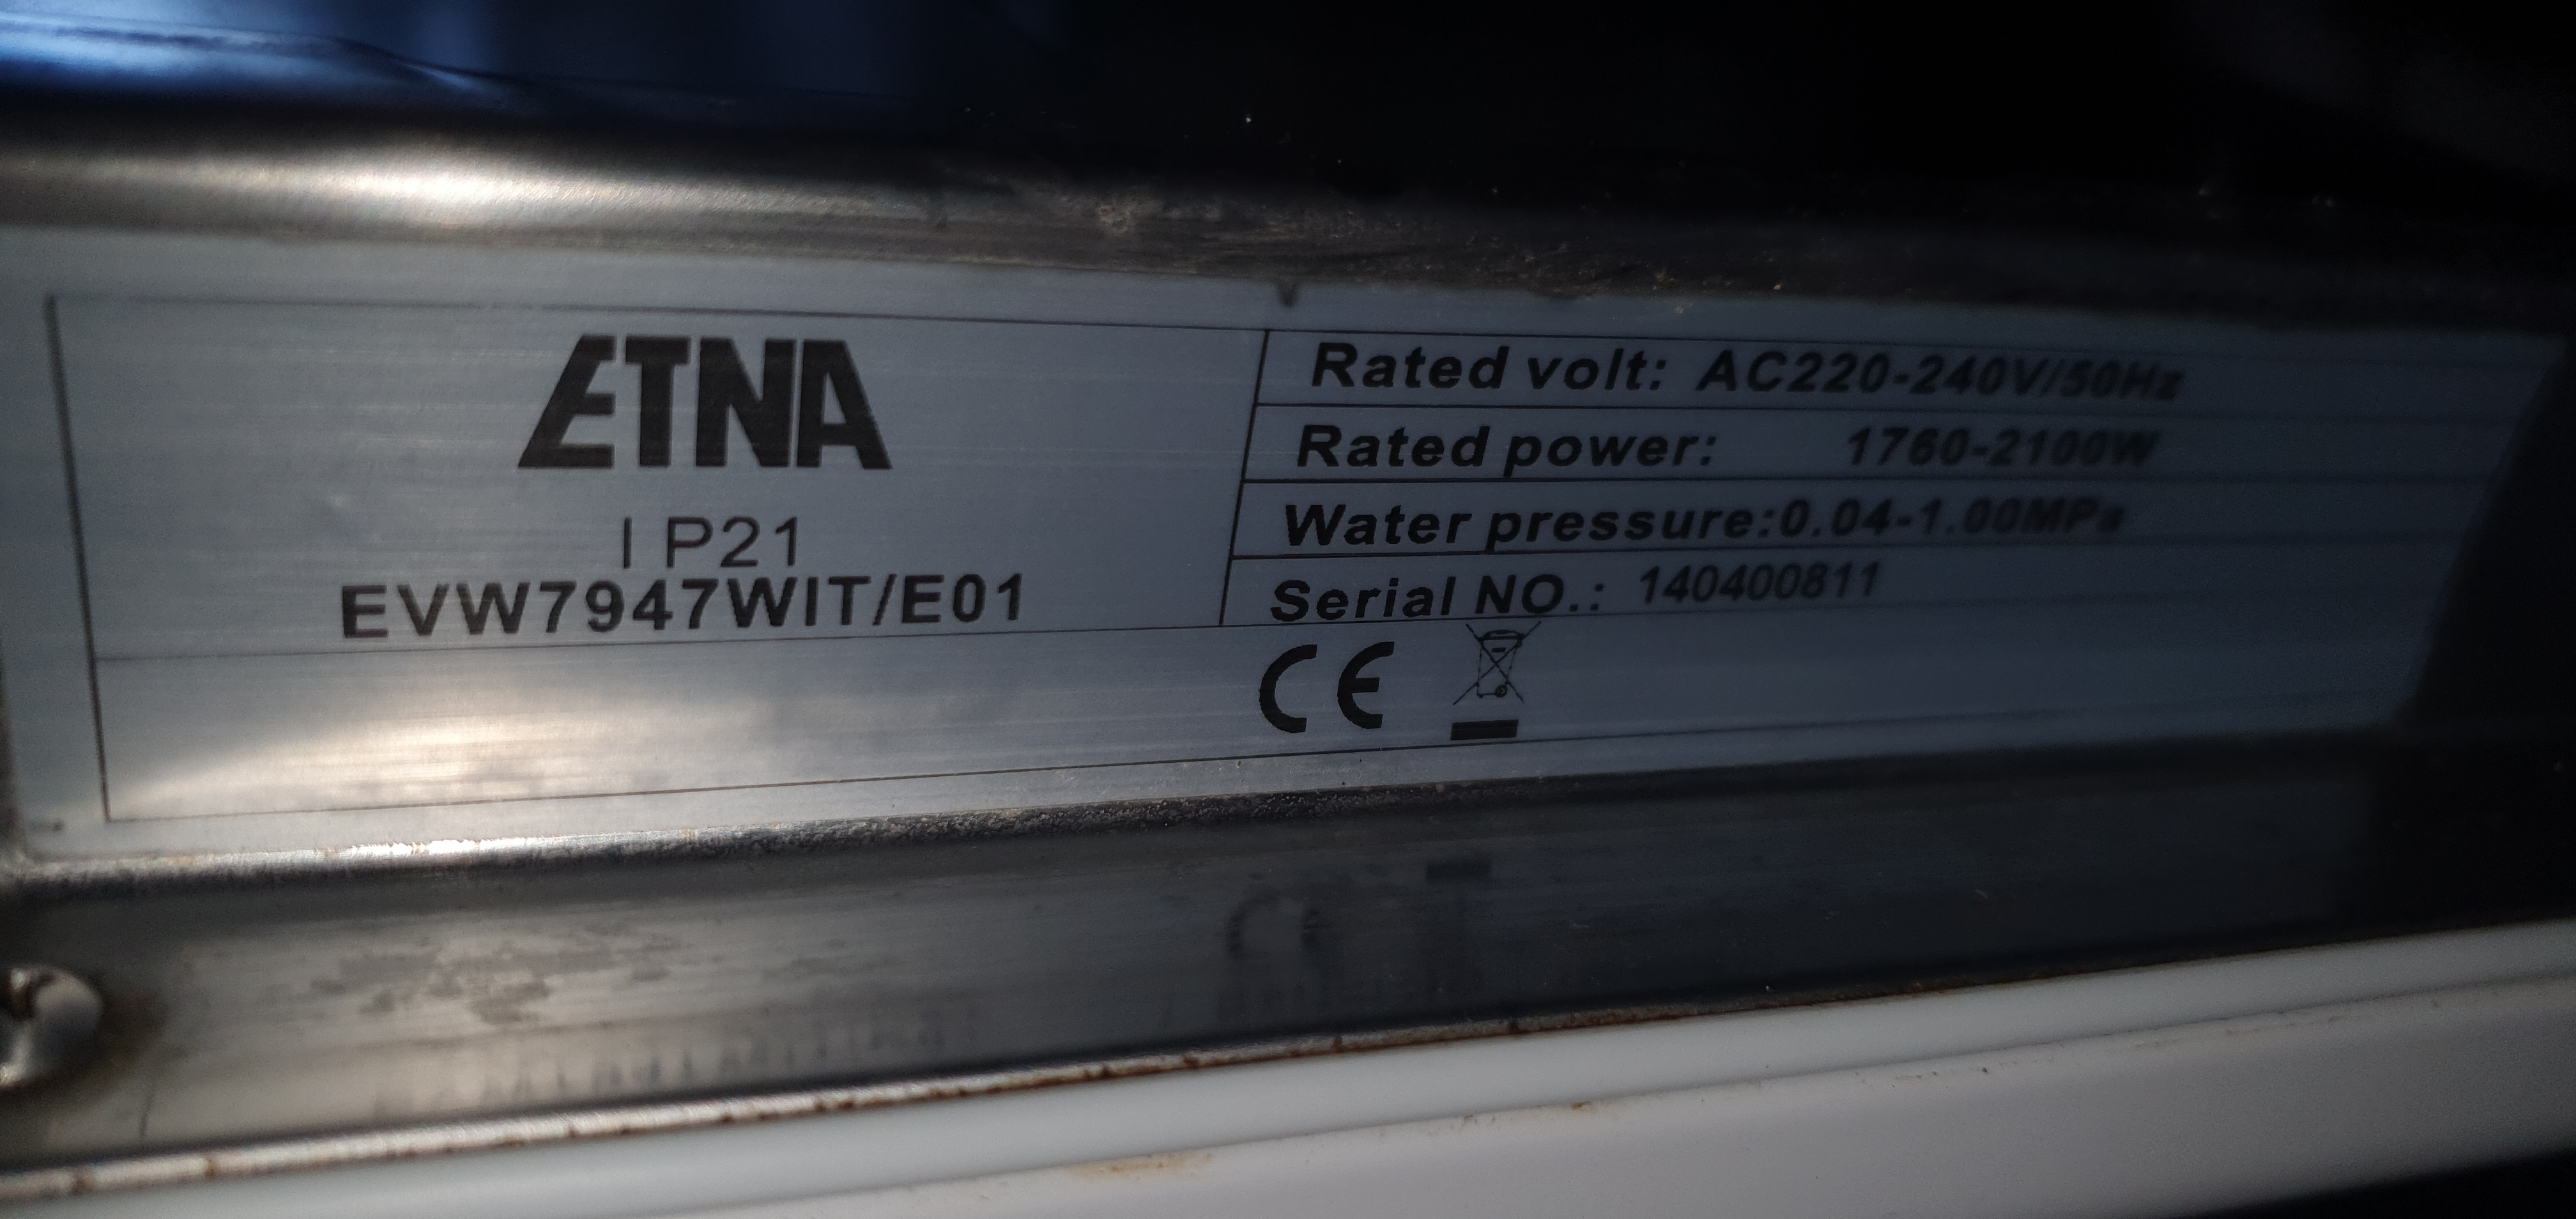 ETNA
IP21
EVW7947WIT/E01
Rated volt: AC220-240V/50Hz
Rated power: 1760-2100W
Water pressure:0.04-1.00MPa
Serial NO.: 140400811
CE